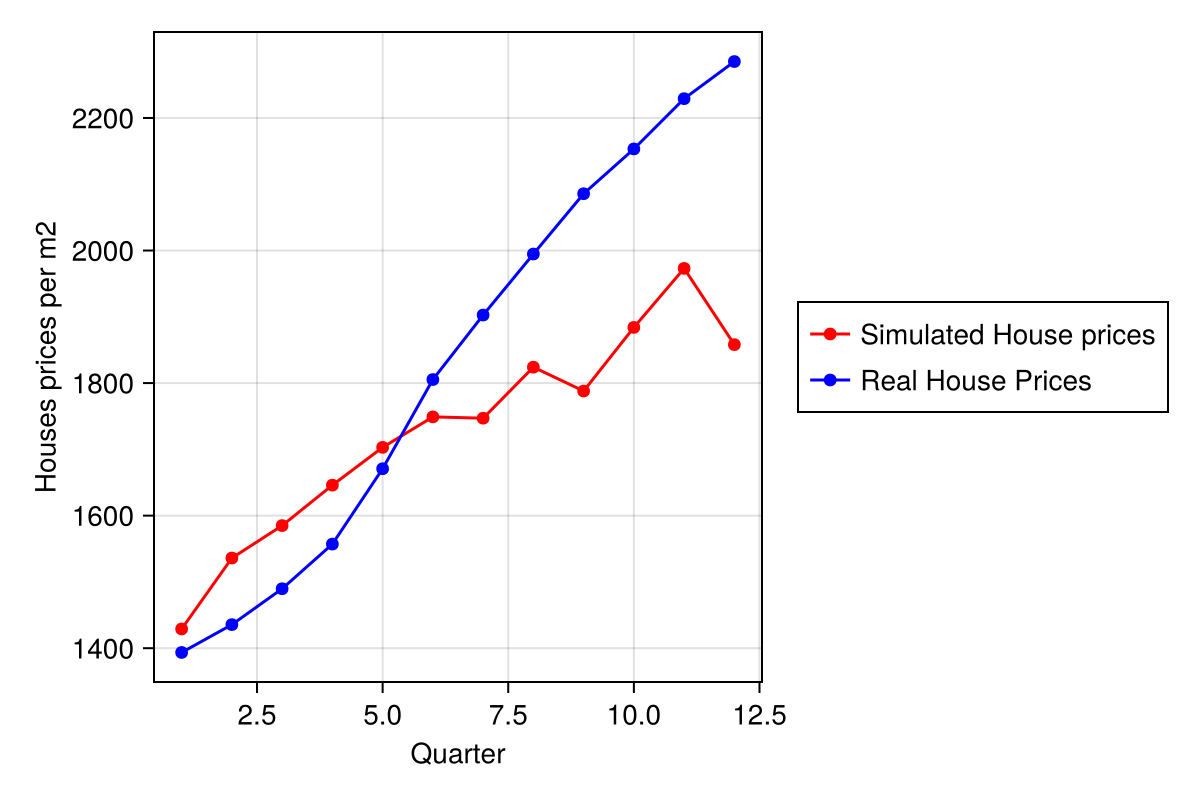 2200
2000
1800
1600
1400
Houses prices per m2
2.5 5.0 7.5 10.0 12.5
Quarter
Simulated House prices
Real House Prices